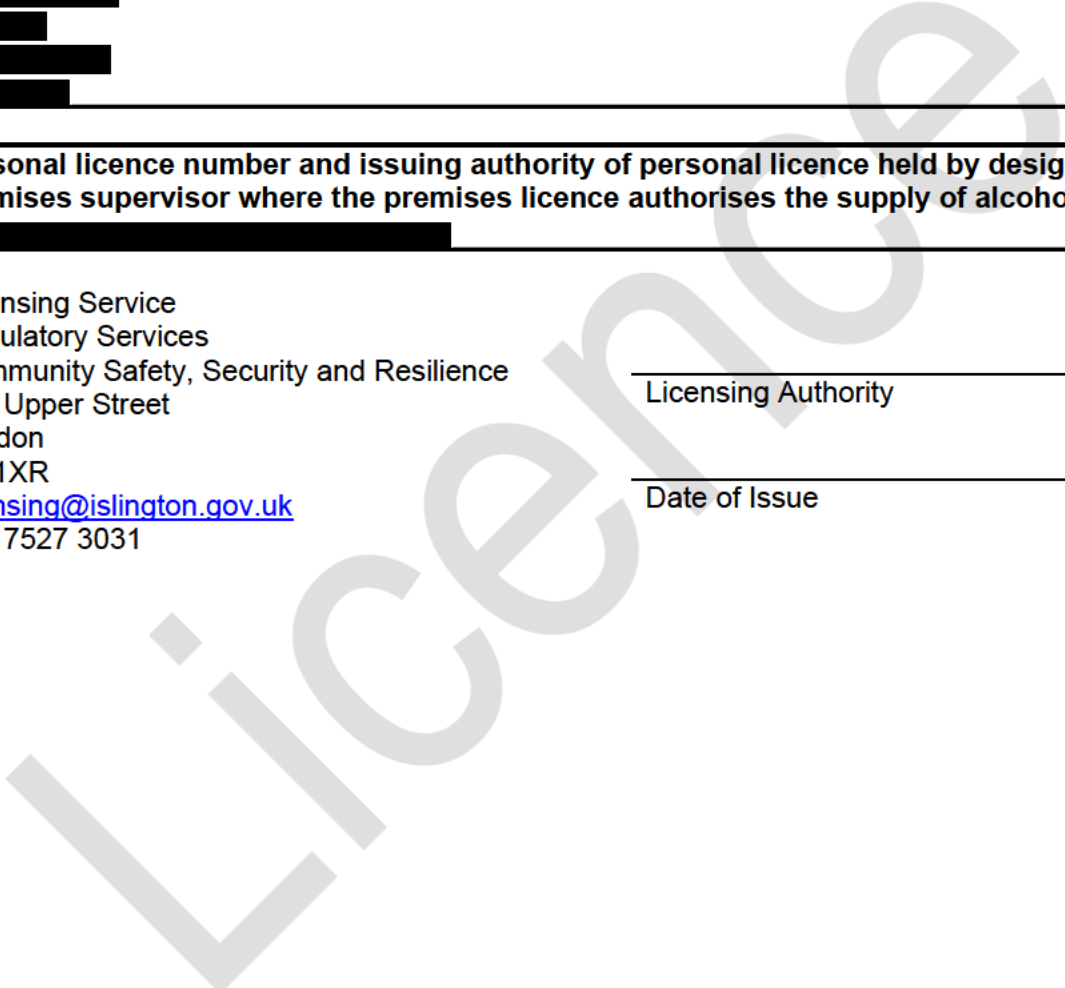 sonal licence number and issuing authority of personal licence held by desig
mises supervisor where the premises licence authorises the supply of alcoho
nsing Service
ulatory Services
mmunity Safety, Security and Resilience
Upper Street
don
1XR
nsing@islington.gov.uk
7527 3031
Licensing Authority
Date of Issue
Licence